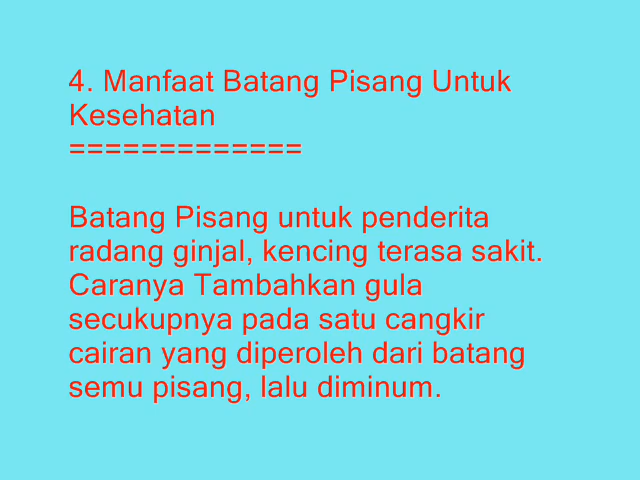 4. Manfaat Batang Pisang Untuk
Kesehatan
=============
Batang Pisang untuk penderita
radang ginjal, kencing terasa sakit.
Caranya Tambahkan gula
secukupnya pada satu cangkir
cairan yang diperoleh dari batang
semu pisang, lalu diminum.